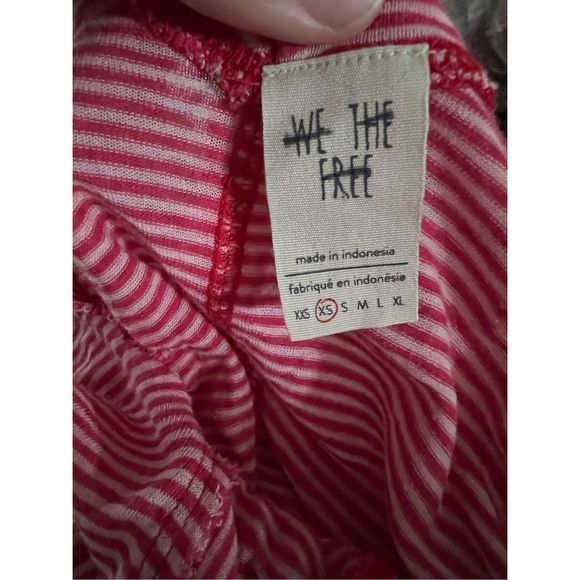 WE THE
FREE
made in indonesia
fabriqué en indonésie
XXS XS S M L XL